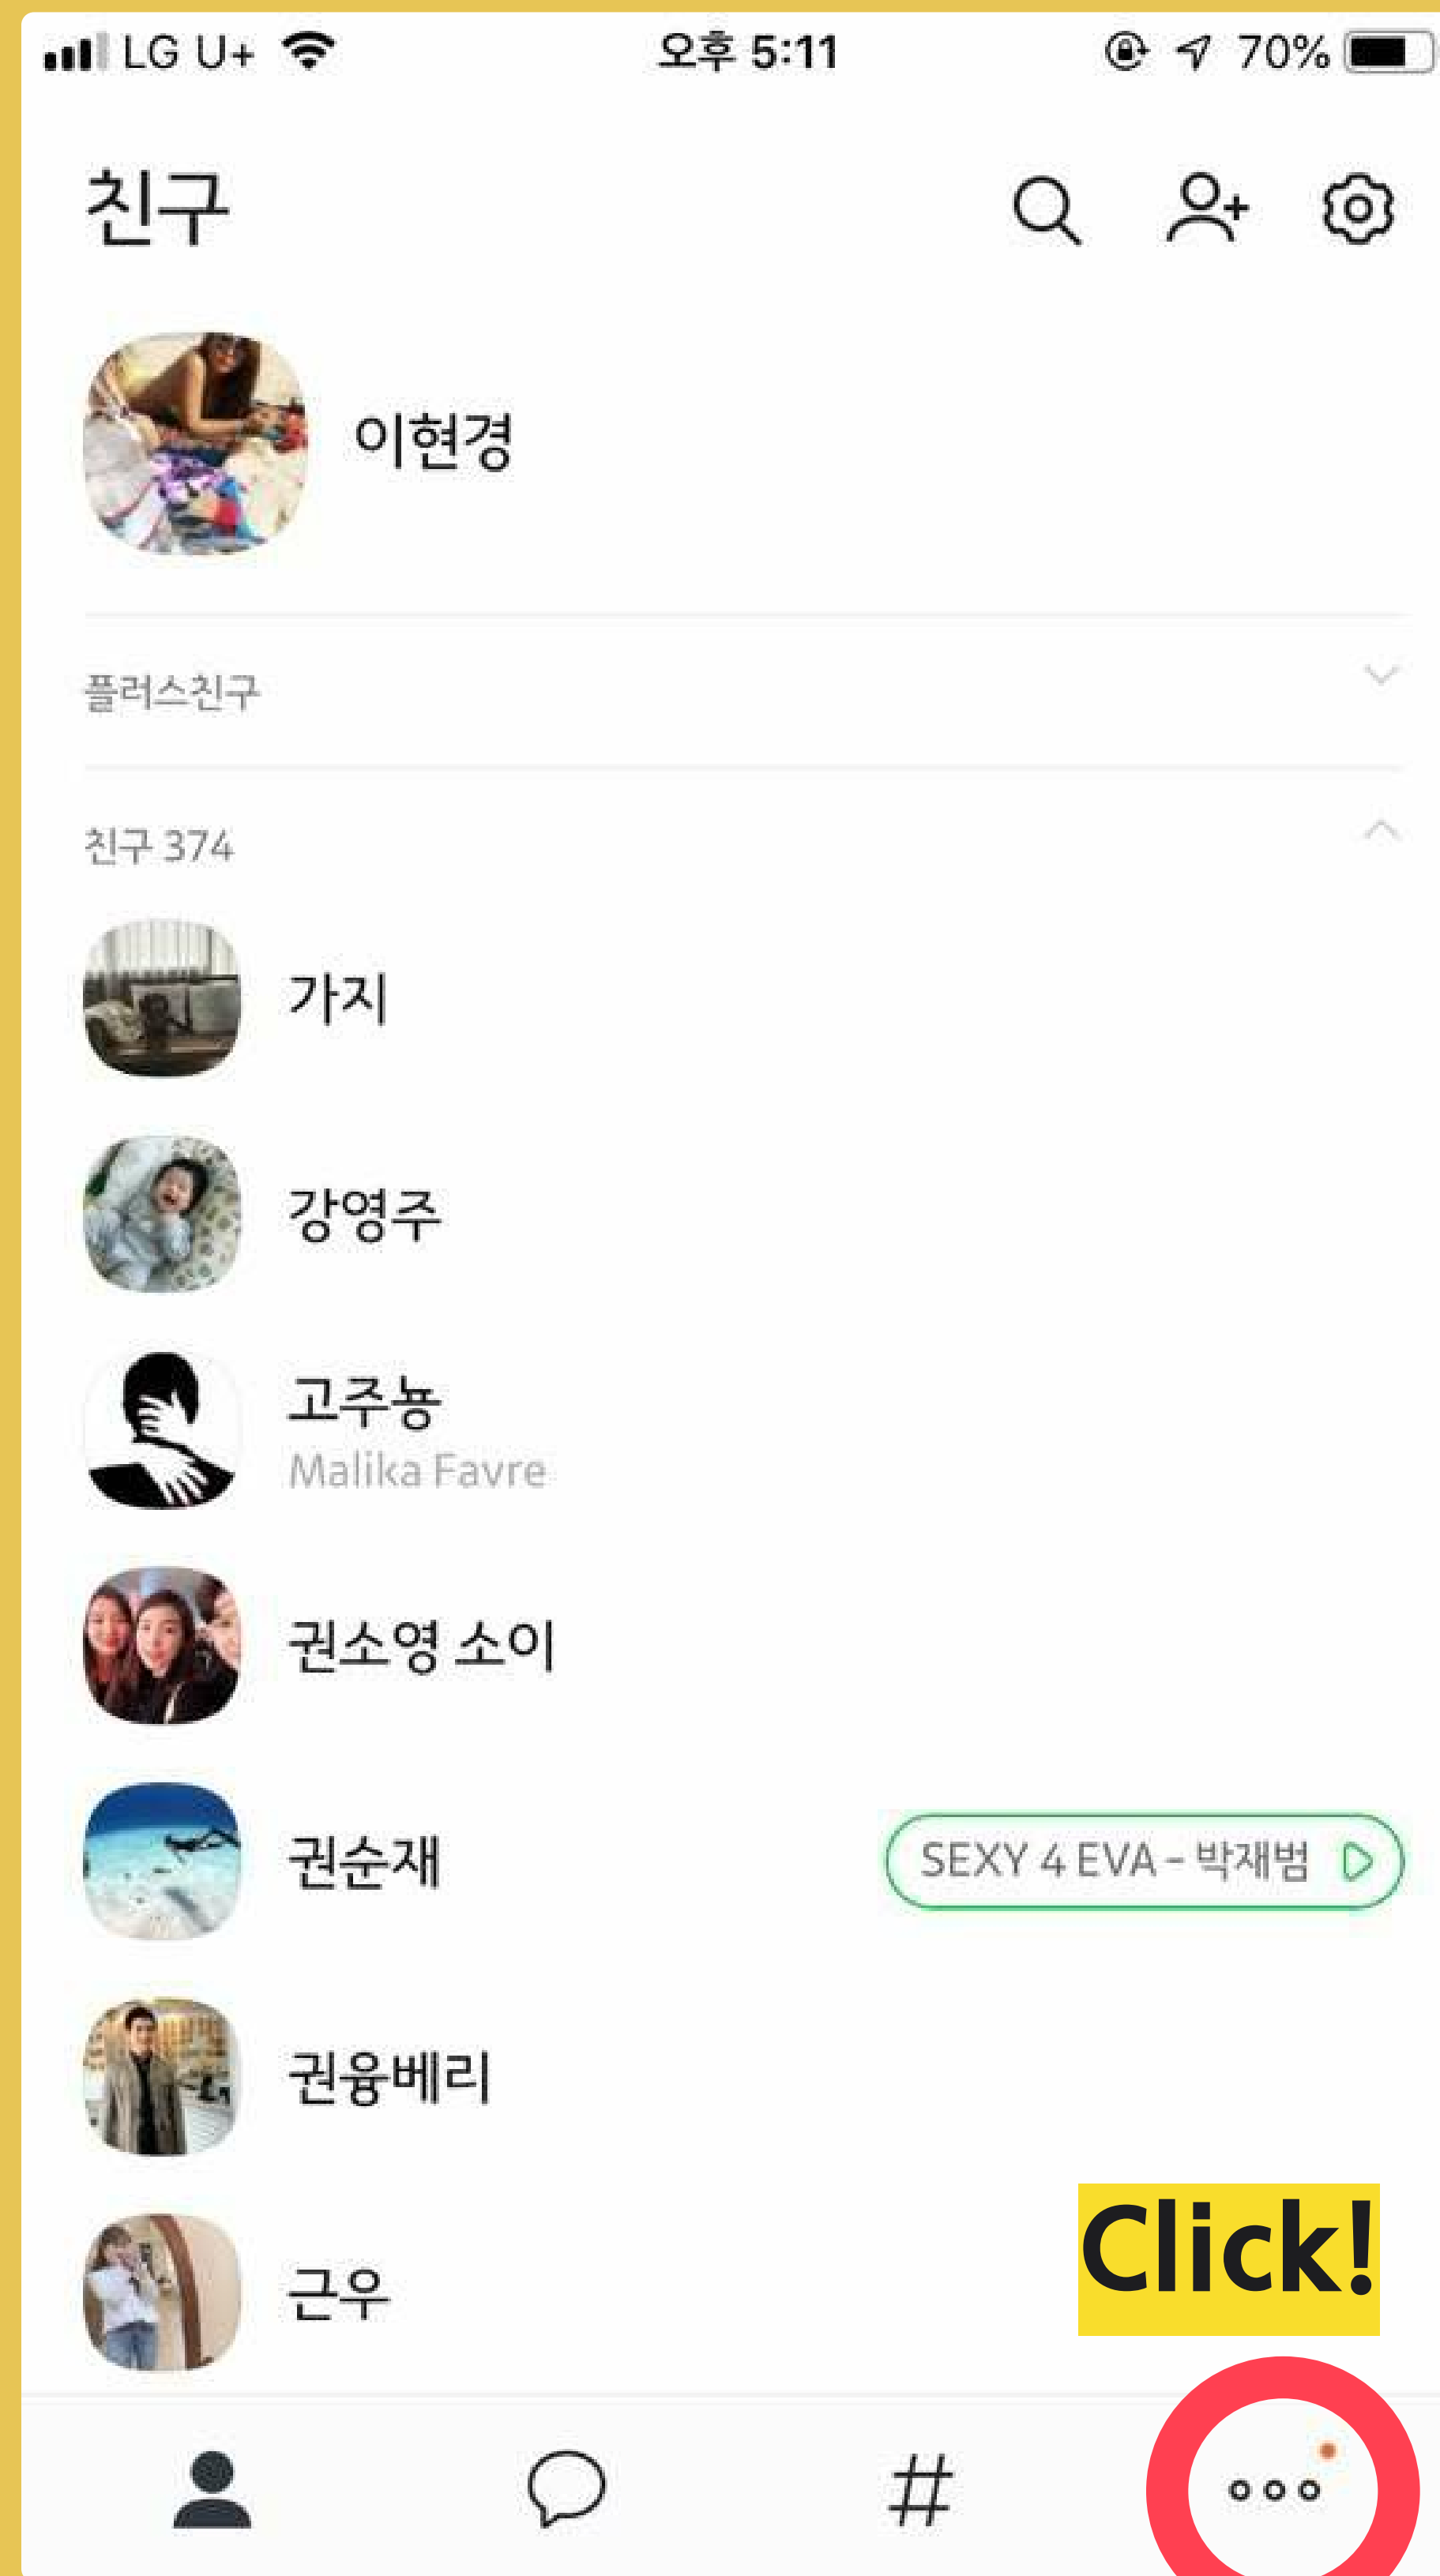 LG U+ 오후 5:11 70%
친구
이현경
플러스친구
친구 374
가지
강영주
고주뇽
Malika Favre
권소영 소이
권순재
SEXY 4 EVA - 박재범
권융베리
근우
Click!